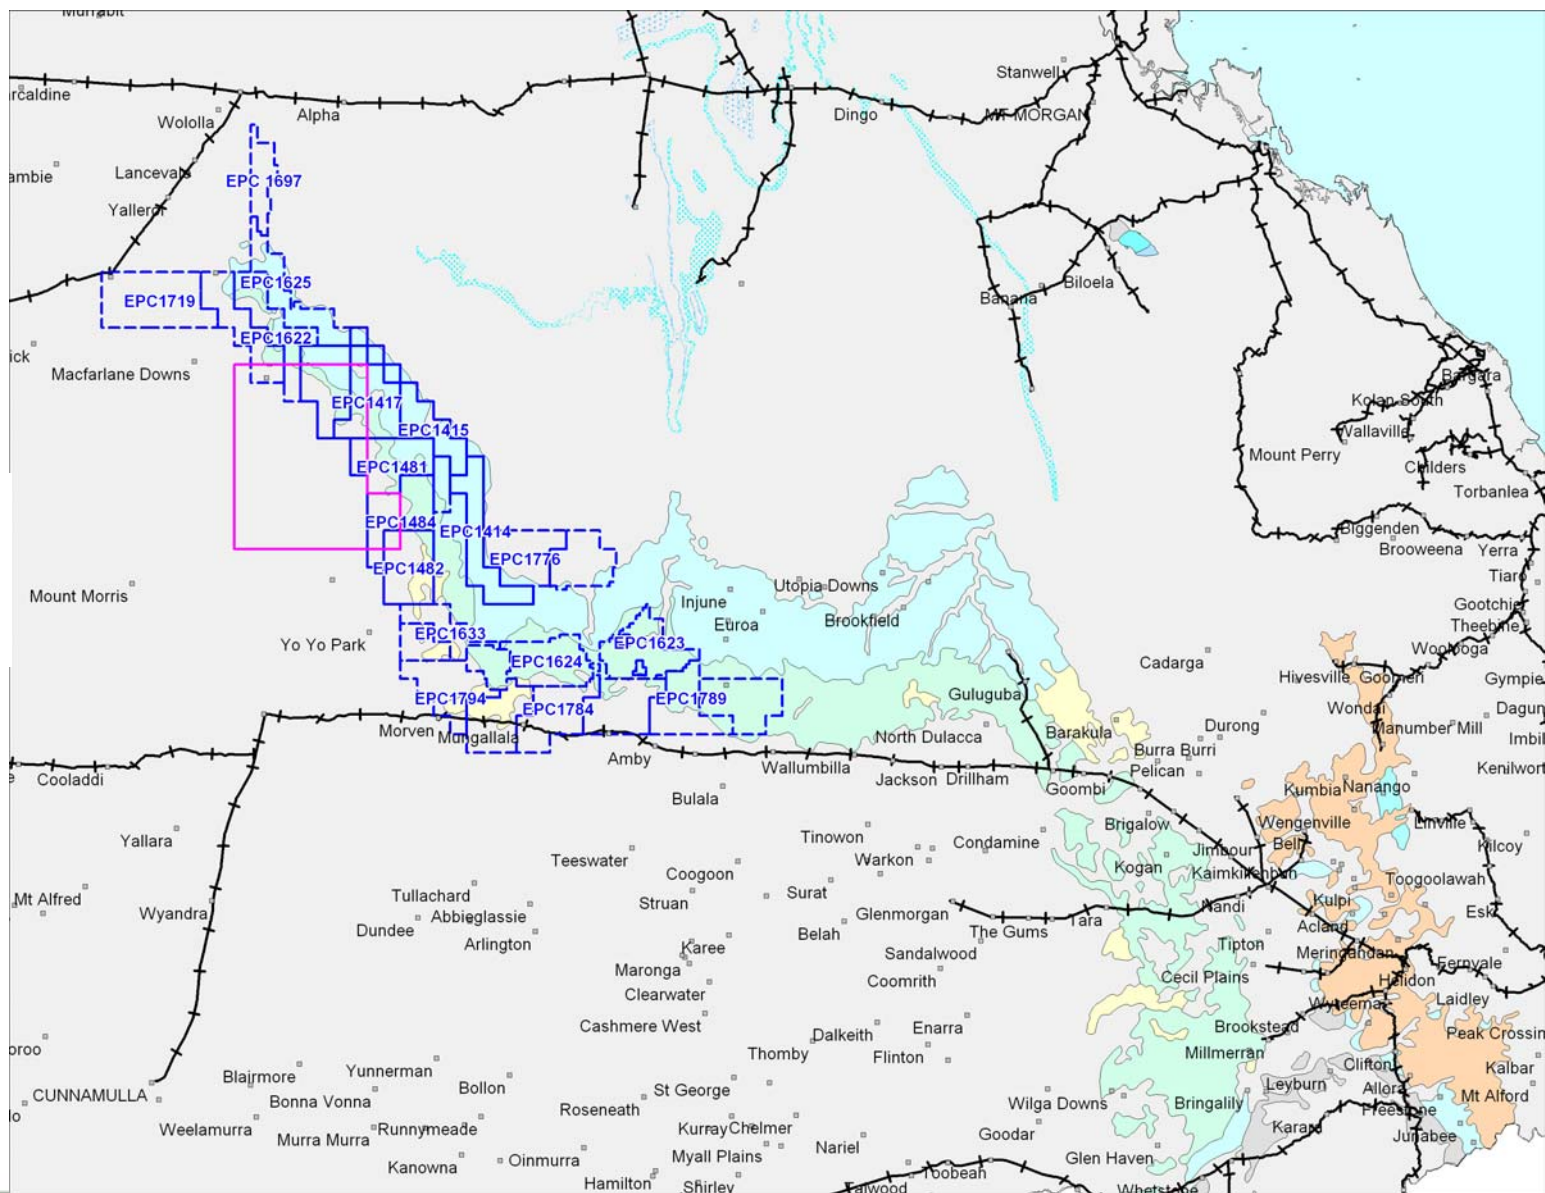 Stanwell
arcaldine
Alpha
Wololla
Dingo
MT MORGAN
Lancevale
ambie
EPC 1697
Yalleroi
EPC1625
Biloela
Banana
EPC1719
EPC1622
ick
Macfarlane Downs
Bargara
EPC1417
Kolan South
EPC1415
Wallaville
Mount Perry
EPC1481
Childers
Torbanlea
EPC1484
EPC1414
Biggenden
Brooweena
Yerra
EPC1776
EPC1482
Tiaro
Utopia Downs
Mount Morris
Injune
Gootchie
Brookfield
Euroa
Theebine
EPC1633
Yo Yo Park
EPC1623
Woolooga
EPC1624
Cadarga
Hivesville
Goomeri
Gympie
EPC1794
EPC1789
Guluguba
EPC1784
Wondai
Dagun
Durong
Manumber Mill
Morven
Mungallala
North Dulacca
Barakula
Imbil
Burra Burri
Amby
Wallumbilla
Pelican
Kenilwort
Cooladdi
Jackson
Drillham
Goombi
Kumbia
Nanango
Bulala
Brigalow
Wengenville
Linville
Yallara
Tinowon
Condamine
Jimbour
Bell
Kilcoy
Teeswater
Warkon
Coogoon
Kogan
Kaimkillenbun
Toogoolawah
Mt Alfred
Tullachard
Surat
Struan
Kulpi
Wyandra
Abbieglassie
Glenmorgan
Nandi
Esk
Dundee
Belah
The Gums
Tara
Acland
Arlington
Karee
Sandalwood
Tipton
Meringandan
Maronga
Coomrith
Cecil Plains
Fernvale
Helidon
Clearwater
Laidley
Wyreema
Cashmere West
Dalkeith
Enarra
Brookstead
Peak Crossin
oroo
Thomby
Flinton
Millmerran
Clifton
Kalbar
Blairmore
Yunnerman
Bollon
St George
Leyburn
Allora
CUNNAMULLA
Bonna Vonna
Roseneath
Wilga Downs
Bringalily
Freestone
Mt Alford
lo
Weelamurra
Runnymeade
Kurray
Chelmer
Goodar
Karara
Junabee
Murra Murra
Nariel
Kanowna
Oinmurra
Myall Plains
Glen Haven
Hamilton
Shirley
Talwood
Toobeah
Whetstone